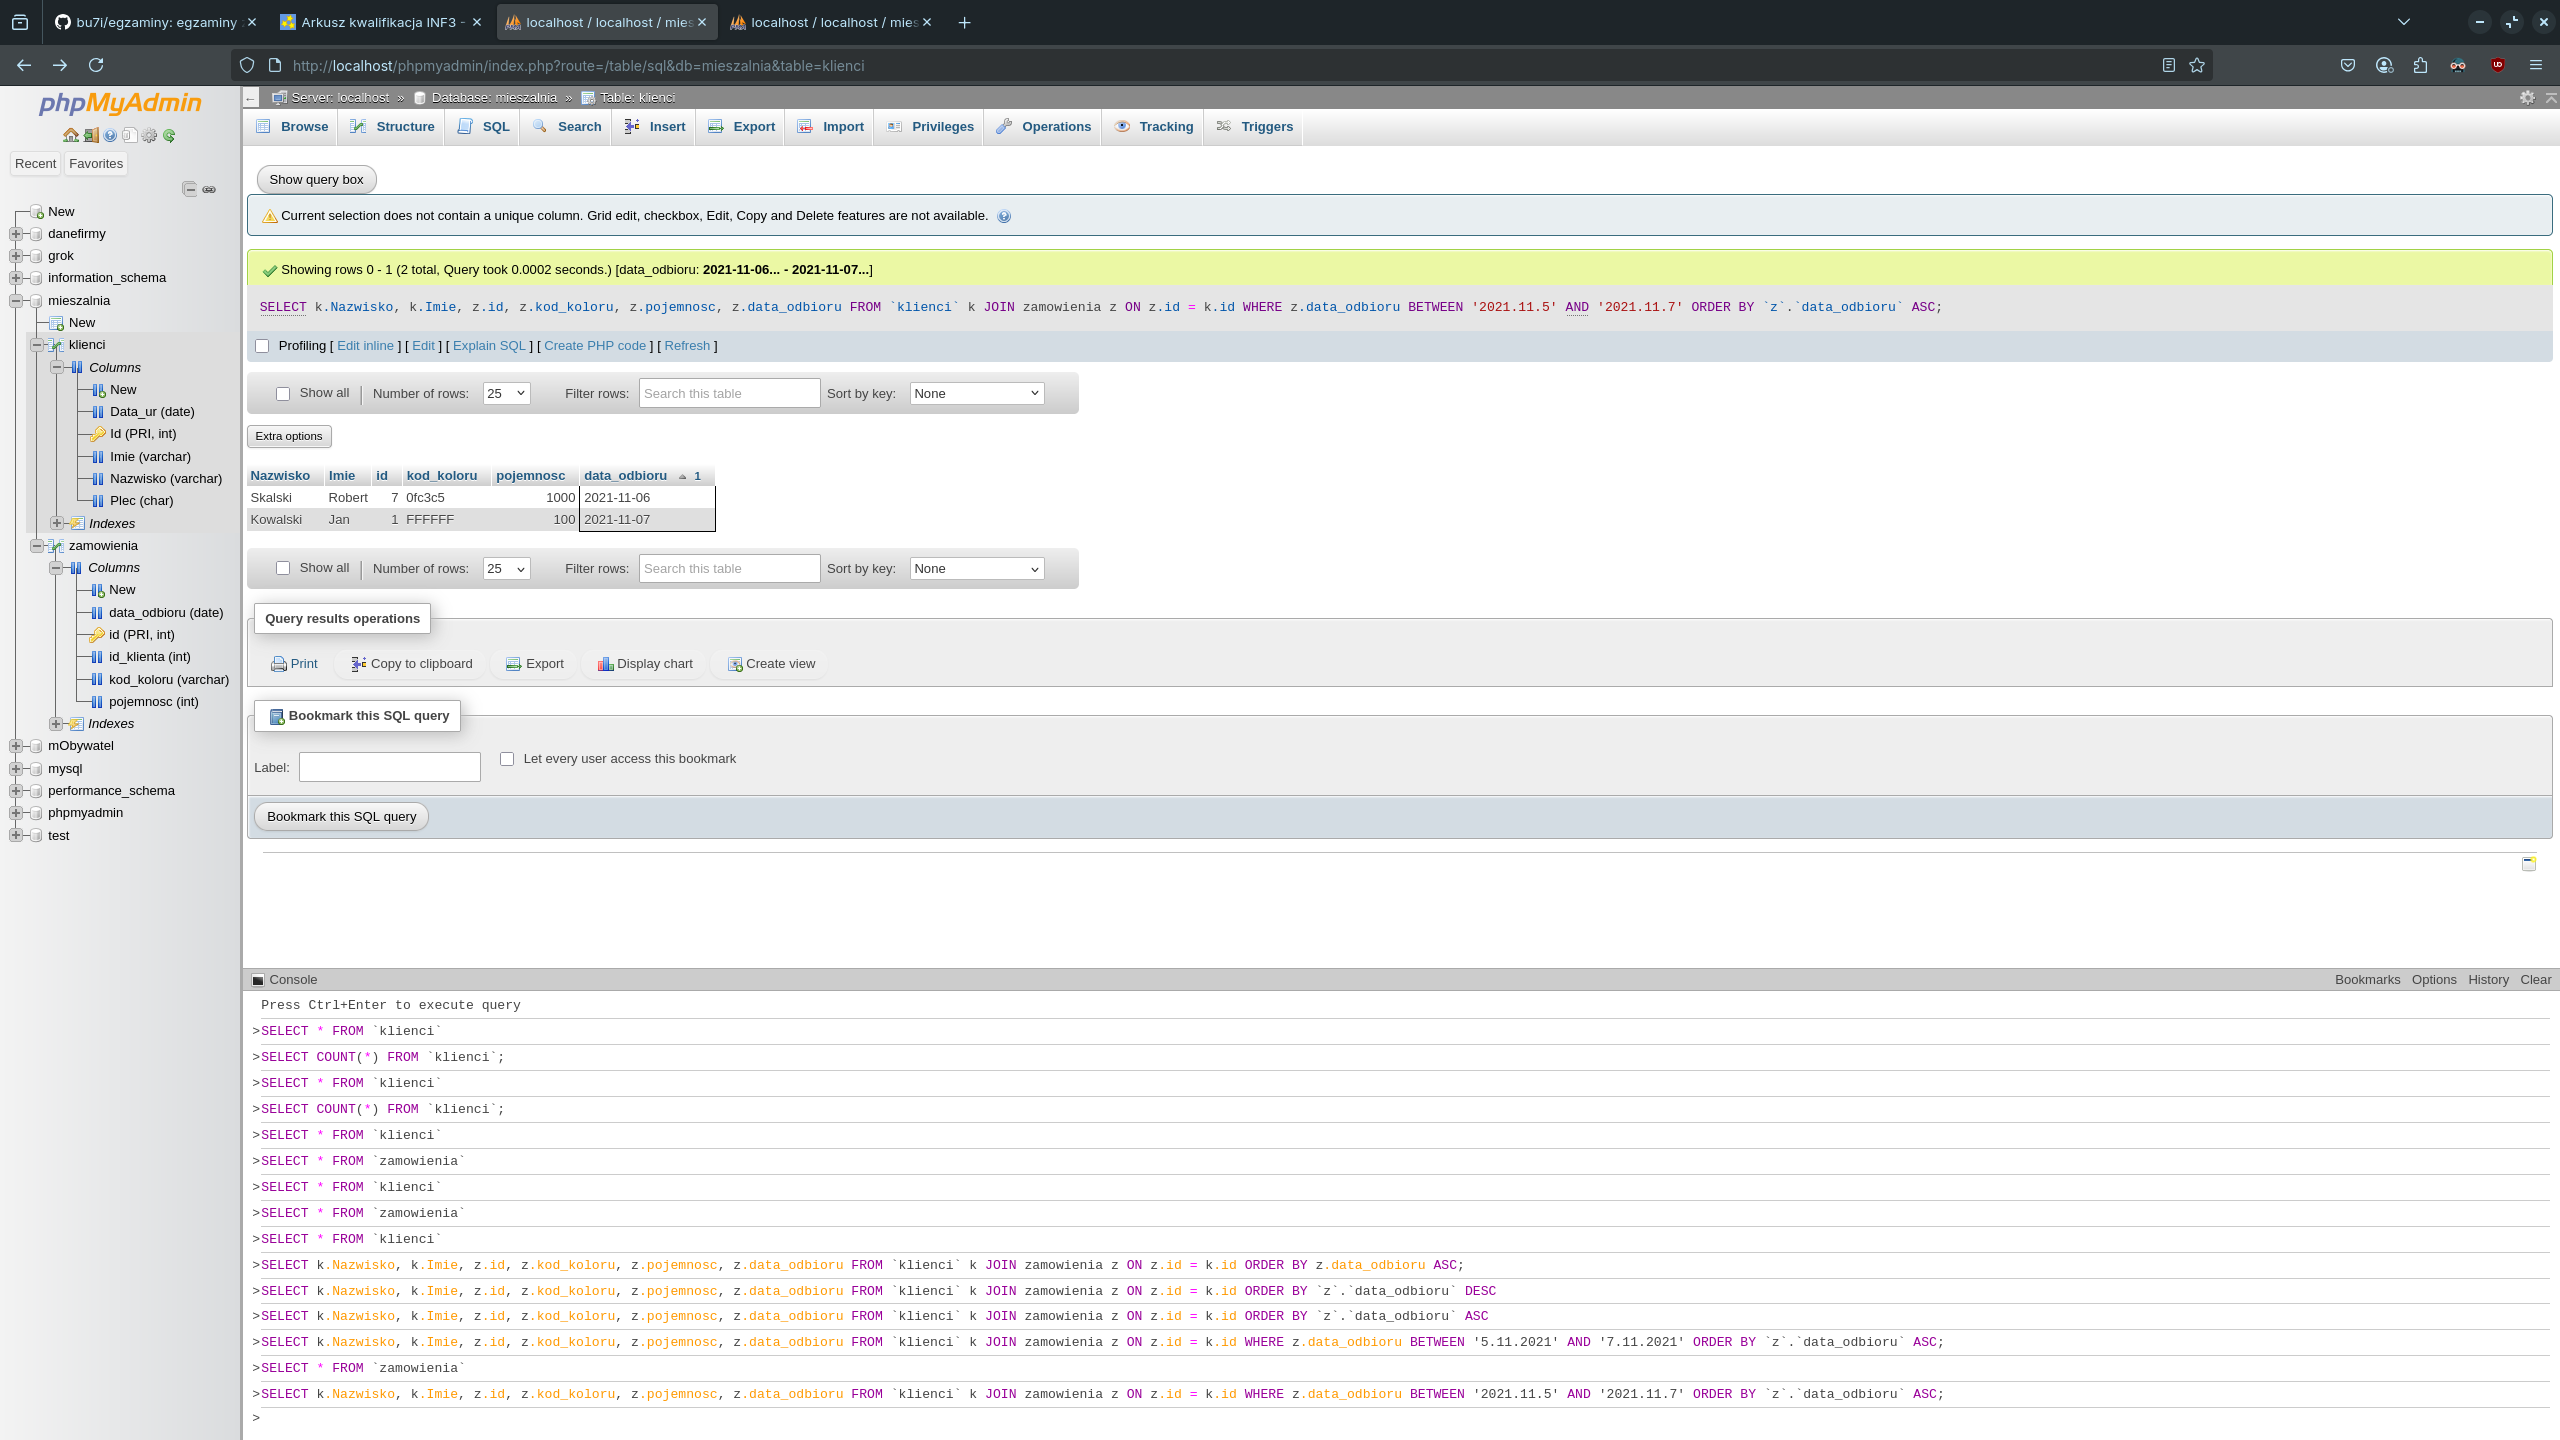 bu7i/egzaminy: egzaminy
Arkusz kwalifikacja INF3 -
localhost / localhost / mies
localhost / localhost / mies
http://localhost/phpmyadmin/index.php?route=/table/sql&db=mieszalnia&table=klienci
phpMyAdmin
Recent Favorites
New
danefirmy
grok
information_schema
mieszalnia
New
klienci
Columns
New
Data_ur (date)
Id (PRI, int)
Imie (varchar)
Nazwisko (varchar)
Plec (char)
Indexes
zamowienia
Columns
New
data_odbioru (date)
id (PRI, int)
id_klienta (int)
kod_koloru (varchar)
pojemnosc (int)
Indexes
mObywatel
mysql
performance_schema
phpmyadmin
test
Server: localhost » Database: mieszalnia » Table: klienci
Browse Structure SQL Search Insert Export Import Privileges Operations Tracking Triggers
Show query box
Current selection does not contain a unique column. Grid edit, checkbox, Edit, Copy and Delete features are not available.
Showing rows 0 - 1 (2 total, Query took 0.0002 seconds.) [data_odbioru: 2021-11-06... - 2021-11-07...]
SELECT k.Nazwisko, k.Imie, z.id, z.kod_koloru, z.pojemnosc, z.data_odbioru FROM `klienci` k JOIN zamowienia z ON z.id = k.id WHERE z.data_odbioru BETWEEN '2021.11.5' AND '2021.11.7' ORDER BY `z`.`data_odbioru` ASC;
Profiling [ Edit inline ] [ Edit ] [ Explain SQL ] [ Create PHP code ] [ Refresh ]
Show all Number of rows: 25 Filter rows: Search this table Sort by key: None
Extra options
Nazwisko Imie id kod_koloru pojemnosc data_odbioru 1
Skalski Robert 7 0fc3c5 1000 2021-11-06
Kowalski Jan 1 FFFFFF 100 2021-11-07
Show all Number of rows: 25 Filter rows: Search this table Sort by key: None
Query results operations
Print Copy to clipboard Export Display chart Create view
Bookmark this SQL query
Label: Let every user access this bookmark
Bookmark this SQL query
Console Bookmarks Options History Clear
Press Ctrl+Enter to execute query
>SELECT * FROM `klienci`
>SELECT COUNT(*) FROM `klienci`;
>SELECT * FROM `klienci`
>SELECT COUNT(*) FROM `klienci`;
>SELECT * FROM `klienci`
>SELECT * FROM `zamowienia`
>SELECT * FROM `klienci`
>SELECT * FROM `zamowienia`
>SELECT * FROM `klienci`
>SELECT k.Nazwisko, k.Imie, z.id, z.kod_koloru, z.pojemnosc, z.data_odbioru FROM `klienci` k JOIN zamowienia z ON z.id = k.id ORDER BY z.data_odbioru ASC;
>SELECT k.Nazwisko, k.Imie, z.id, z.kod_koloru, z.pojemnosc, z.data_odbioru FROM `klienci` k JOIN zamowienia z ON z.id = k.id ORDER BY `z`.`data_odbioru` DESC
>SELECT k.Nazwisko, k.Imie, z.id, z.kod_koloru, z.pojemnosc, z.data_odbioru FROM `klienci` k JOIN zamowienia z ON z.id = k.id ORDER BY `z`.`data_odbioru` ASC
>SELECT k.Nazwisko, k.Imie, z.id, z.kod_koloru, z.pojemnosc, z.data_odbioru FROM `klienci` k JOIN zamowienia z ON z.id = k.id WHERE z.data_odbioru BETWEEN '5.11.2021' AND '7.11.2021' ORDER BY `z`.`data_odbioru` ASC;
>SELECT * FROM `zamowienia`
>SELECT k.Nazwisko, k.Imie, z.id, z.kod_koloru, z.pojemnosc, z.data_odbioru FROM `klienci` k JOIN zamowienia z ON z.id = k.id WHERE z.data_odbioru BETWEEN '2021.11.5' AND '2021.11.7' ORDER BY `z`.`data_odbioru` ASC;
>